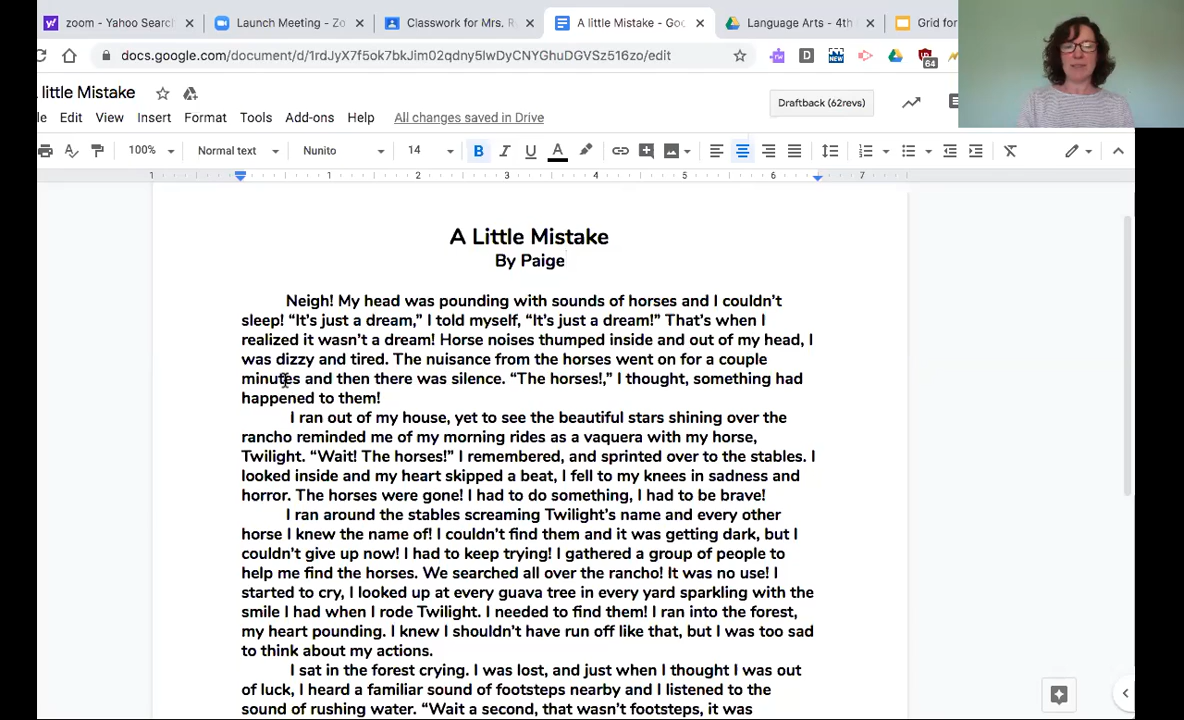 zoom - Yahoo Searc
Launch Meeting - Zo
Classwork for Mrs. R
A little Mistake - Goo
Language Arts - 4th
Grid for
docs.google.com/document/d/1rdJyX7f5ok7bkJim02qdny5lwDyCNYGhuDGVSz516zo/edit
NEW
64
little Mistake
Draftback (62revs)
le Edit View Insert Format Tools Add-ons Help All changes saved in Drive
100% Normal text Nunito 14 B I U A
1 1 2 3 4 5 6 7
A Little Mistake
By Paige
Neigh! My head was pounding with sounds of horses and I couldn't
sleep! “It's just a dream,” I told myself, “It's just a dream!” That's when I
realized it wasn't a dream! Horse noises thumped inside and out of my head, I
was dizzy and tired. The nuisance from the horses went on for a couple
minutes and then there was silence. “The horses!,” I thought, something had
happened to them!
I ran out of my house, yet to see the beautiful stars shining over the
rancho reminded me of my morning rides as a vaquera with my horse,
Twilight. “Wait! The horses!” I remembered, and sprinted over to the stables. I
looked inside and my heart skipped a beat, I fell to my knees in sadness and
horror. The horses were gone! I had to do something, I had to be brave!
I ran around the stables screaming Twilight's name and every other
horse I knew the name of! I couldn't find them and it was getting dark, but I
couldn't give up now! I had to keep trying! I gathered a group of people to
help me find the horses. We searched all over the rancho! It was no use! I
started to cry, I looked up at every guava tree in every yard sparkling with the
smile I had when I rode Twilight. I needed to find them! I ran into the forest,
my heart pounding. I knew I shouldn't have run off like that, but I was too sad
to think about my actions.
I sat in the forest crying. I was lost, and just when I thought I was out
of luck, I heard a familiar sound of footsteps nearby and I listened to the
sound of rushing water. “Wait a second, that wasn't footsteps, it was